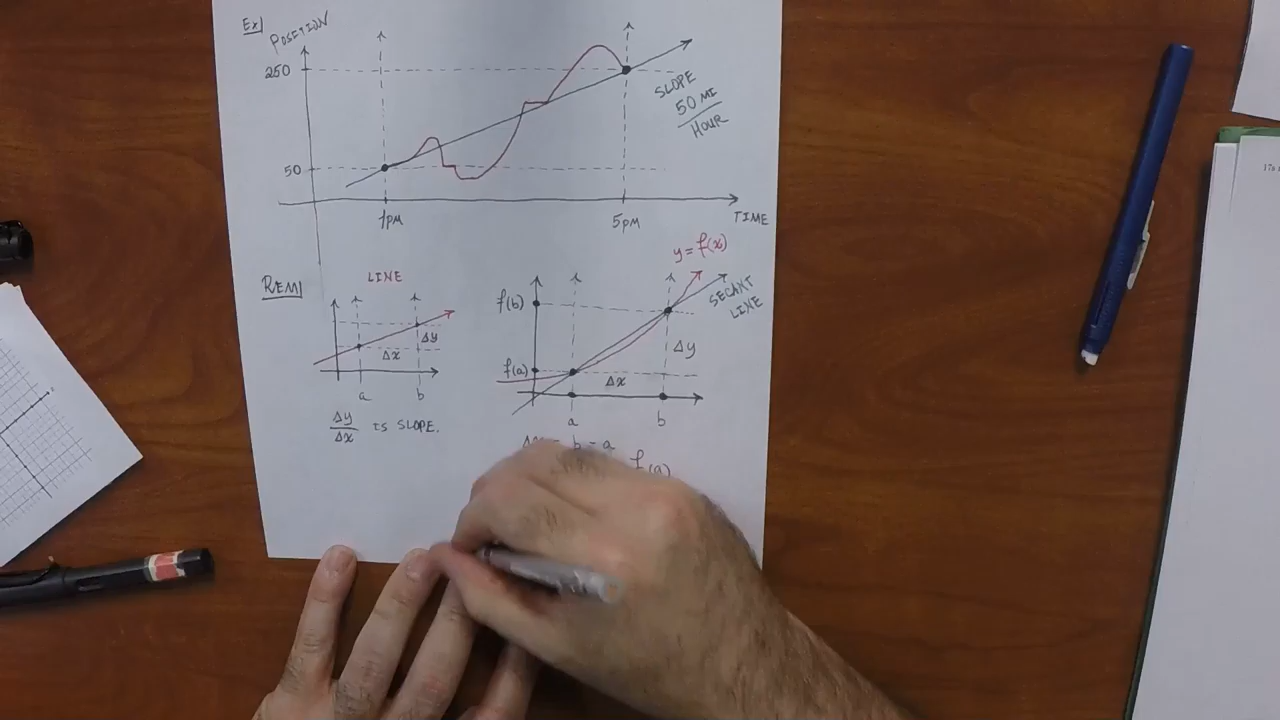 Ex]
POSITION
250
SLOPE
50 MI
HOUR
50
1PM
5PM
TIME
REM]
LINE
Δy
Δx
a
b
Δy
Δx
IS SLOPE.
y = f(x)
SECANT
LINE
f(b)
f(a)
Δy
Δx
a
b
= b - a
f(a)